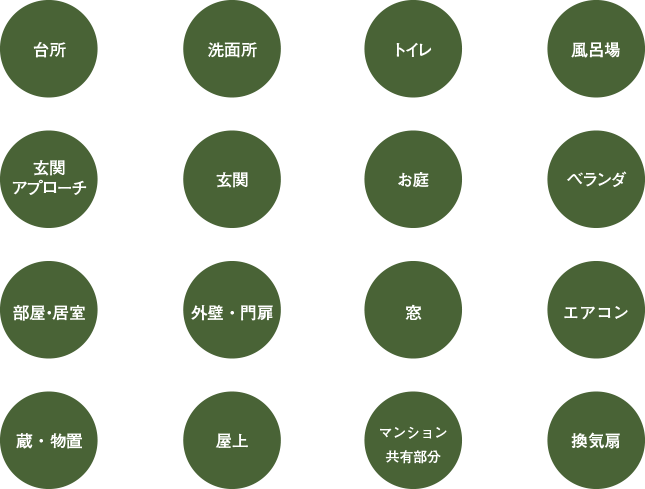 台所
洗面所
トイレ
風呂場
玄関
アプローチ
玄関
お庭
ベランダ
部屋・居室
外壁・門扉
窓
エアコン
蔵・物置
屋上
マンション
共有部分
換気扇